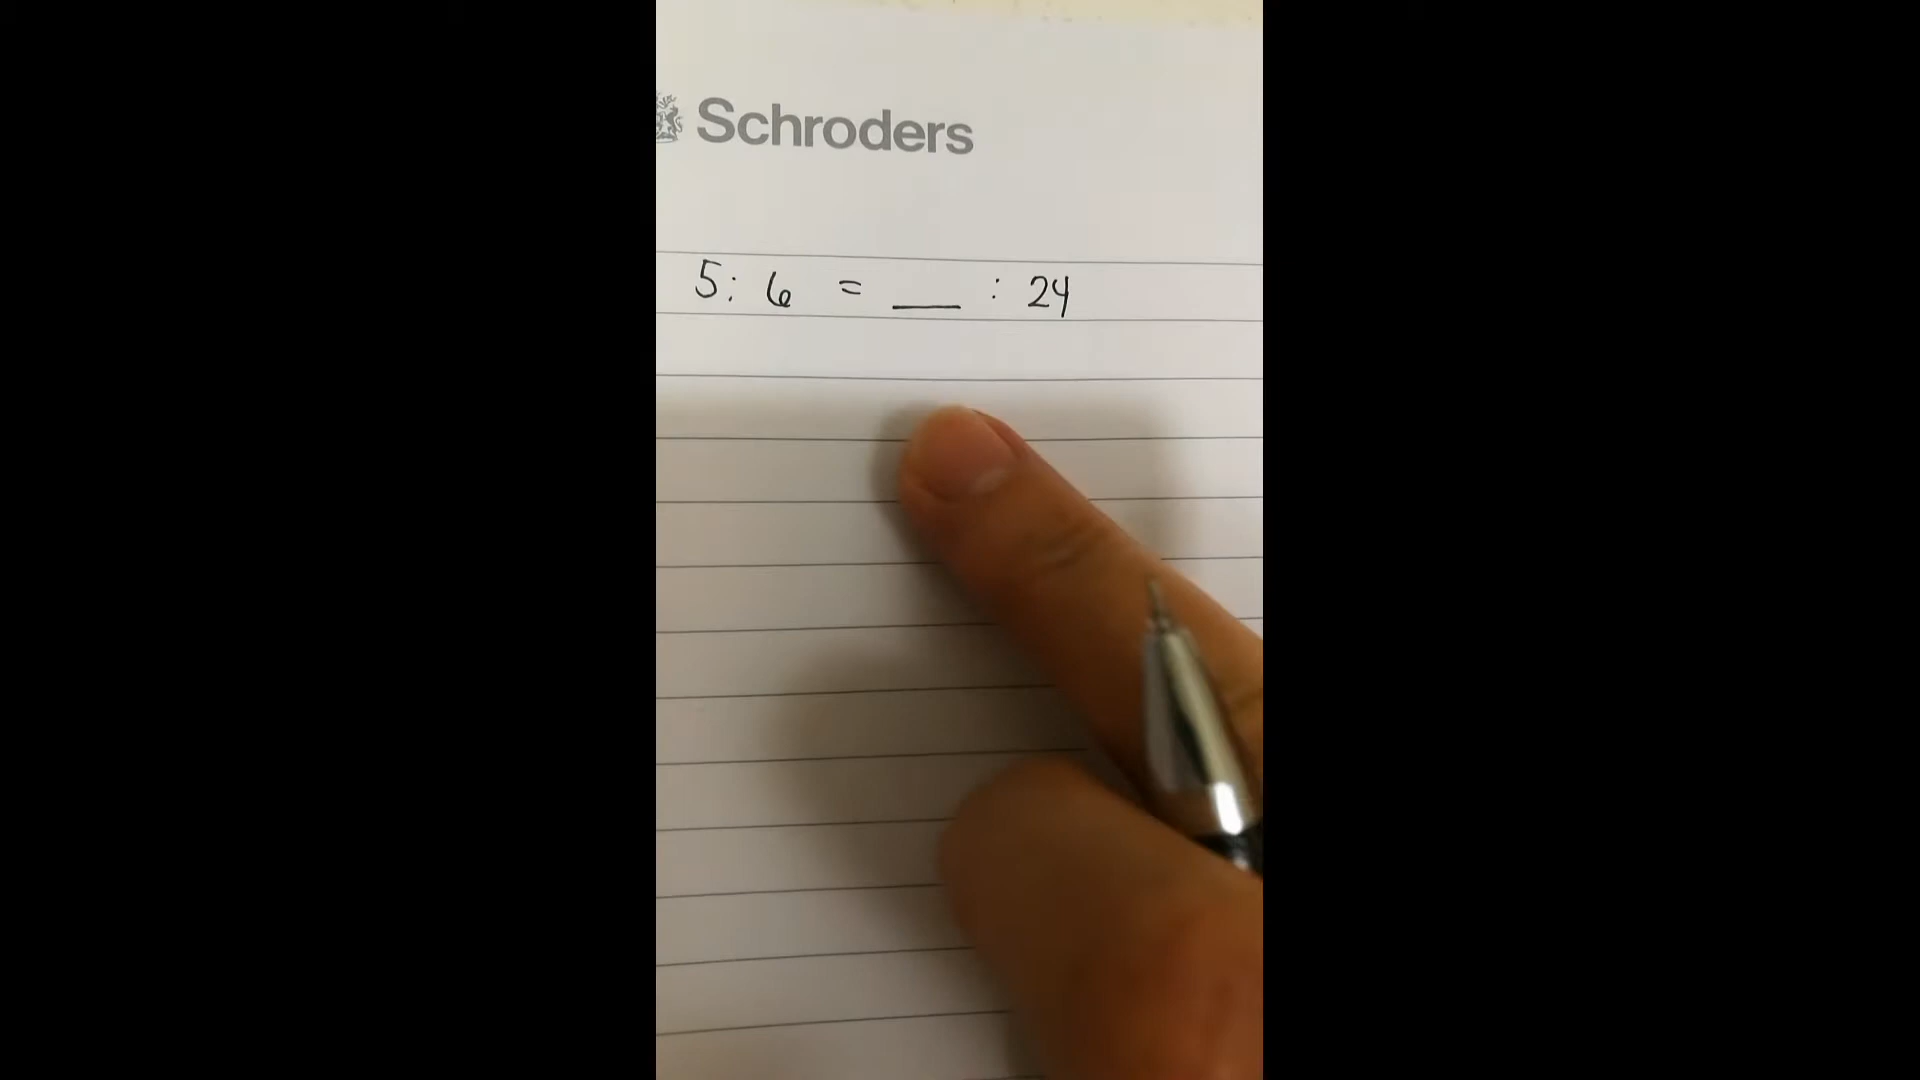 Schroders
5: 6 = ___ : 24